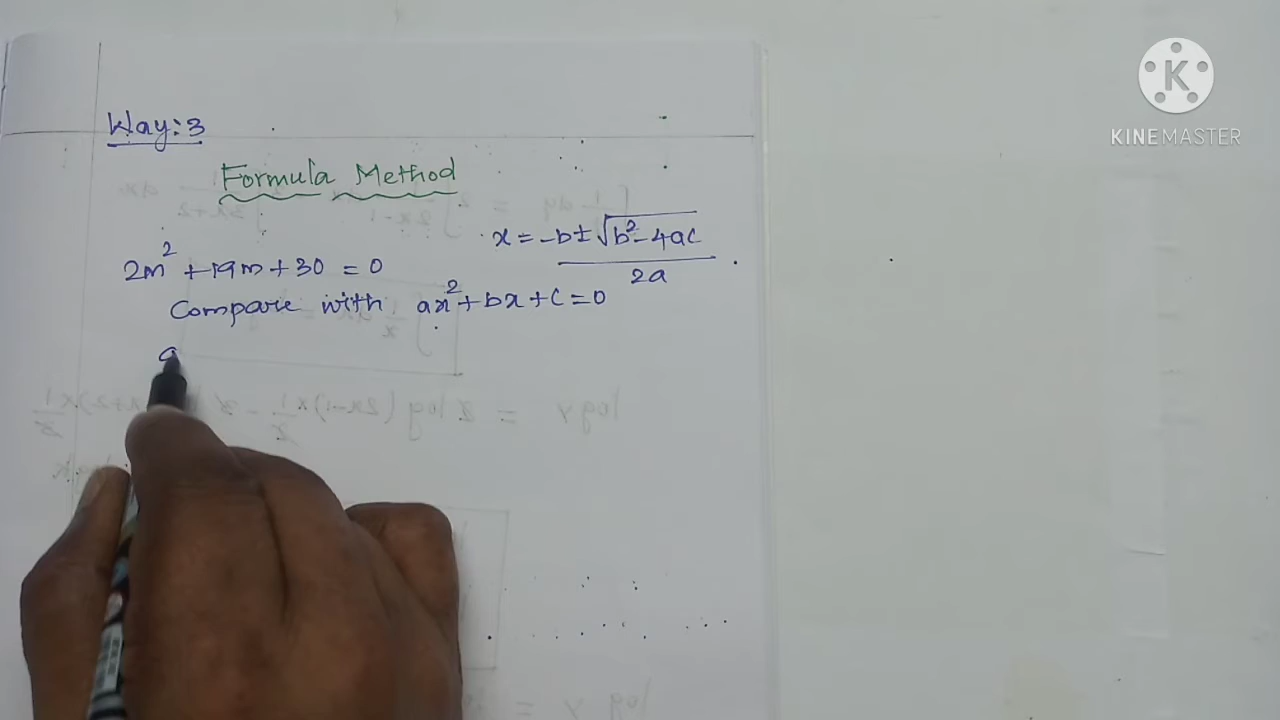 Way:3
Formula Method
x = -b ± √b² - 4ac / 2a .
2m² + 19m + 30 = 0
Compare with ax² + bx + c = 0
a
KINEMASTER